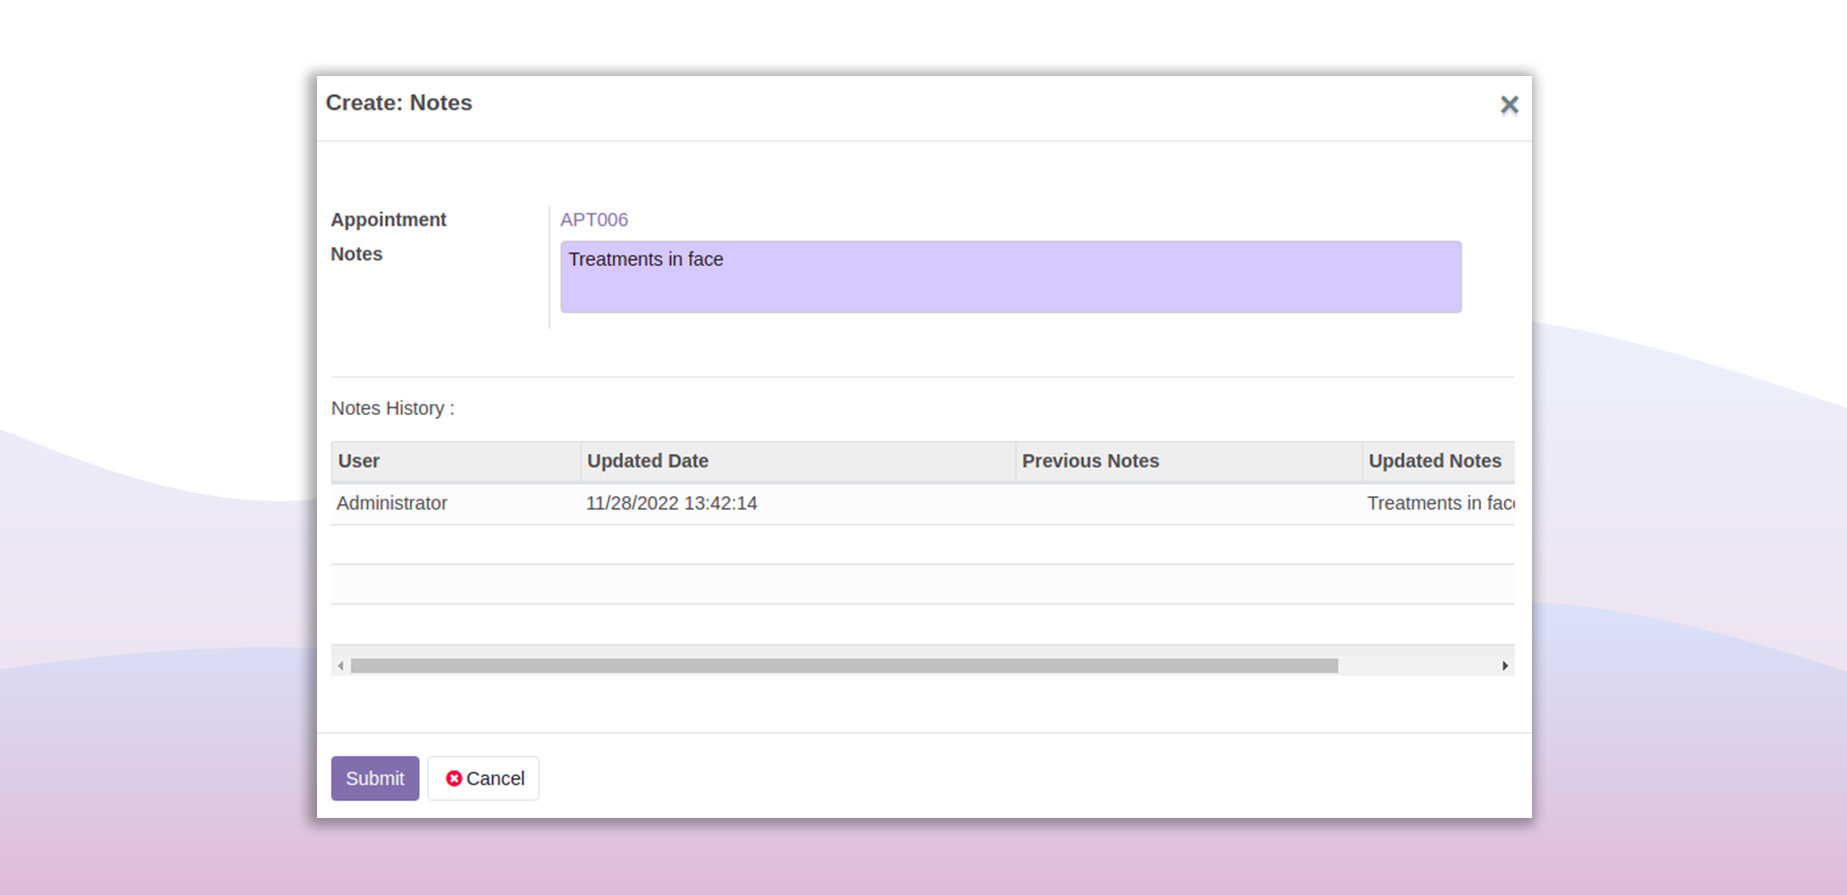 Create: Notes
Appointment APT006
Notes Treatments in face
Notes History :
User Updated Date Previous Notes Updated Notes
Administrator 11/28/2022 13:42:14 Treatments in fac
Submit Cancel